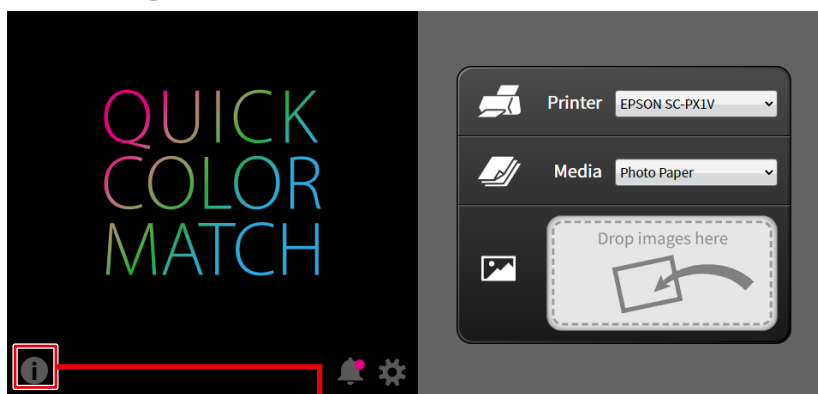 QUICK
COLOR
MATCH
Printer EPSON SC-PX1V
Media Photo Paper
Drop images here